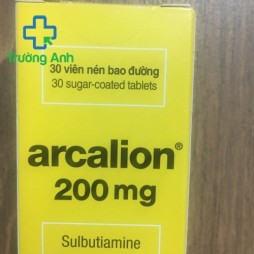 Trường Anh
30 viên nén bao đường
30 sugar-coated tablets
arcalion®
200 mg
Sulbutiamine